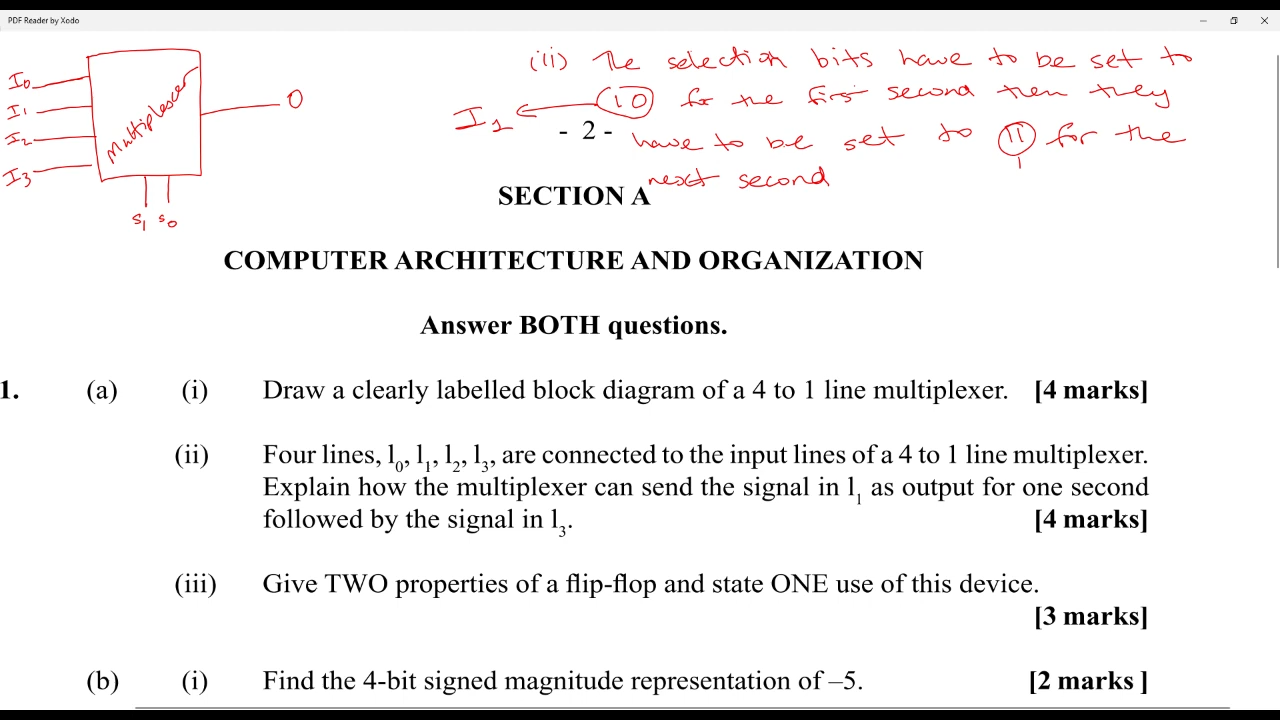 PDF Reader by Xodo
I0
I1
I2
I3
Multiplexer
O
S1 S0
(ii) The selection bits have to be set to
I1 ← 10 for the first second then they
have to be set to 11 for the
next second
- 2 -
SECTION A
COMPUTER ARCHITECTURE AND ORGANIZATION
Answer BOTH questions.
1. (a) (i) Draw a clearly labelled block diagram of a 4 to 1 line multiplexer. [4 marks]
(ii) Four lines, l0, l1, l2, l3, are connected to the input lines of a 4 to 1 line multiplexer.
Explain how the multiplexer can send the signal in l1 as output for one second
followed by the signal in l3. [4 marks]
(iii) Give TWO properties of a flip-flop and state ONE use of this device.
[3 marks]
(b) (i) Find the 4-bit signed magnitude representation of –5. [2 marks ]